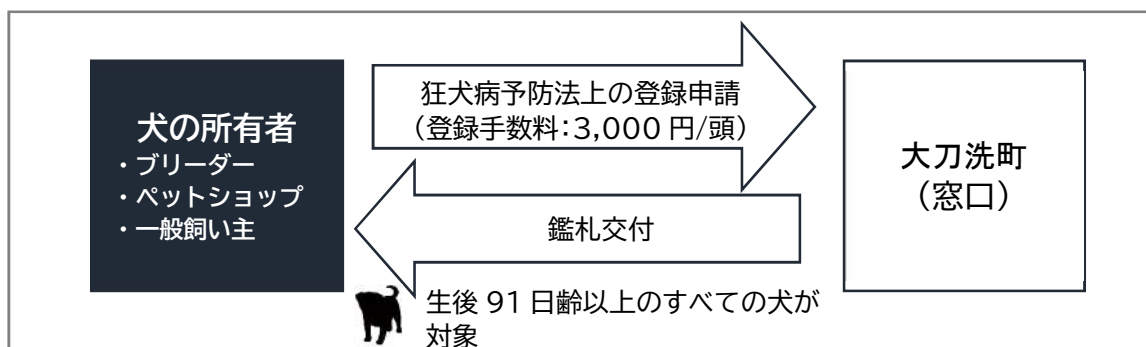 犬の所有者
・ブリーダー
・ペットショップ
・一般飼い主
狂犬病予防法上の登録申請
（登録手数料：3,000 円/頭）
鑑札交付
生後 91 日齢以上のすべての犬が
対象
大刀洗町
（窓口）